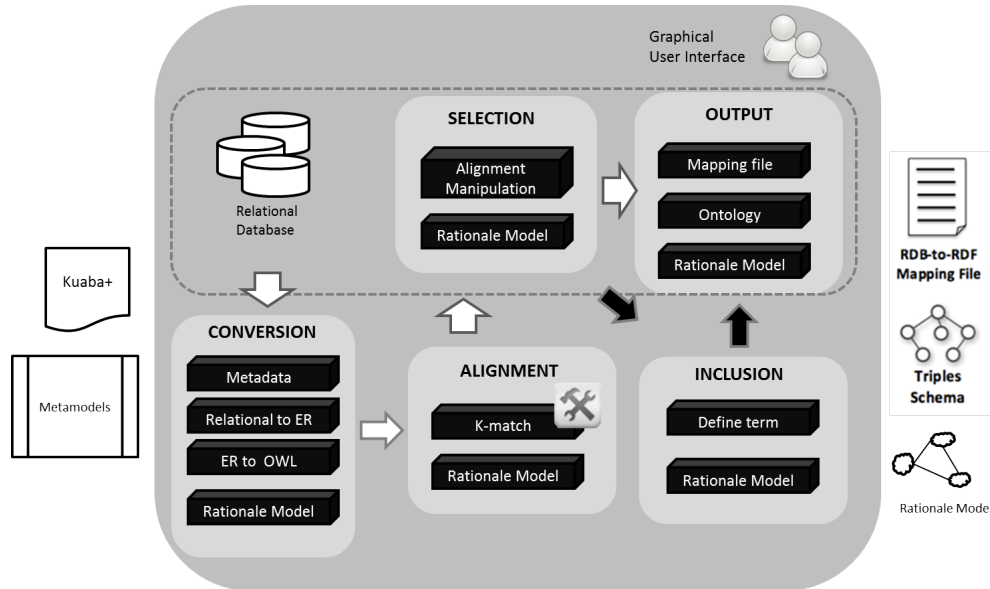 Graphical
User Interface
Relational
Database
SELECTION
Alignment
Manipulation
Rationale Model
OUTPUT
Mapping file
Ontology
Rationale Model
Kuaba+
Metamodels
CONVERSION
Metadata
Relational to ER
ER to OWL
Rationale Model
ALIGNMENT
K-match
Rationale Model
INCLUSION
Define term
Rationale Model
RDB-to-RDF
Mapping File
Triples
Schema
Rationale Mode